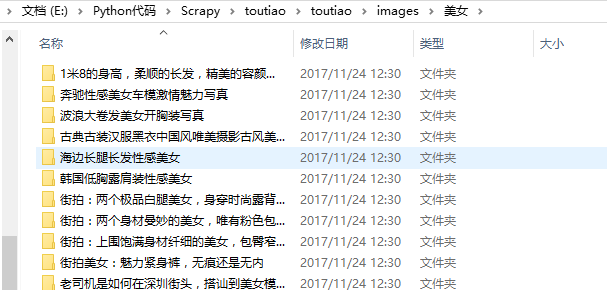 文档 (E:) > Python代码 > Scrapy > toutiao > toutiao > images > 美女 >
名称 修改日期 类型 大小
1米8的身高，柔顺的长发，精美的容颜... 2017/11/24 12:30 文件夹
奔驰性感美女车模激情魅力写真 2017/11/24 12:30 文件夹
波浪大卷发美女开胸装写真 2017/11/24 12:30 文件夹
古典古装汉服黑衣中国风唯美摄影古风美... 2017/11/24 12:30 文件夹
海边长腿长发性感美女 2017/11/24 12:30 文件夹
韩国低胸露肩装性感美女 2017/11/24 12:30 文件夹
街拍：两个极品白腿美女，身穿时尚露背... 2017/11/24 12:30 文件夹
街拍：两个身材曼妙的美女，唯有粉色包... 2017/11/24 12:30 文件夹
街拍：上围饱满身材纤细的美女，包臀窄... 2017/11/24 12:30 文件夹
街拍美女：魅力紧身裤，无痕还是无内 2017/11/24 12:30 文件夹
老司机是如何在深圳街头，搭讪到美女模... 2017/11/24 12:30 文件夹